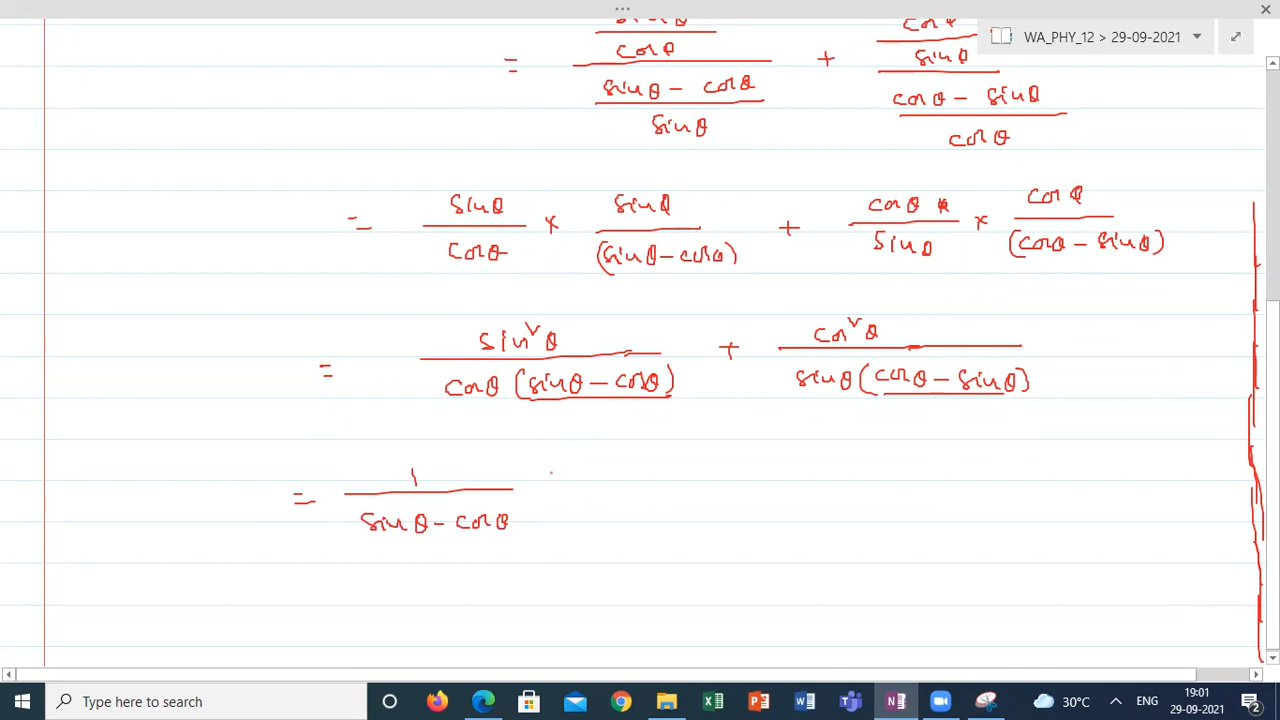 WA_PHY_12 > 29-09-2021
cosθ
= cosθ + sinθ
sinθ - cosθ cosθ - sinθ
sinθ cosθ
= sinθ × sinθ + cosθ × cosθ
cosθ (sinθ - cosθ) sinθ (cosθ - sinθ)
= sin²θ + cos²θ
cosθ (sinθ - cosθ) sinθ (cosθ - sinθ)
= 1
sinθ - cosθ
Type here to search
30°C
ENG
19:01
29-09-2021
2